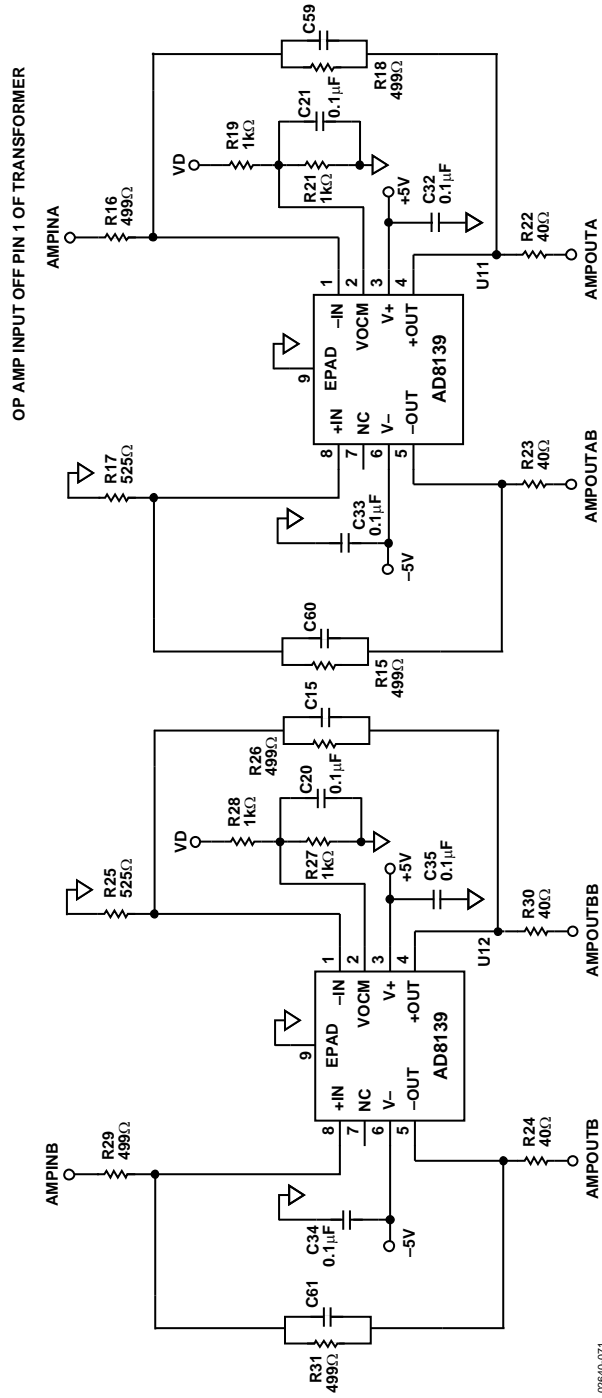 OP AMP INPUT OFF PIN 1 OF TRANSFORMER
AMPINA
R16
499Ω
VD
R19
1kΩ
R21
1kΩ
C21
0.1µF
C59
R18
499Ω
R17
525Ω
+5V
C32
0.1µF
C33
0.1µF
–5V
C60
R15
499Ω
1
2
3
4
5
6
7
8
9
–IN
VOCM
V+
+OUT
–OUT
V–
NC
+IN
EPAD
AD8139
U11
R22
40Ω
AMPOUTA
R23
40Ω
AMPOUTAB
AMPINB
R29
499Ω
R25
525Ω
VD
R28
1kΩ
R27
1kΩ
C20
0.1µF
R26
499Ω
C15
+5V
C35
0.1µF
C34
0.1µF
–5V
C61
R31
499Ω
1
2
3
4
5
6
7
8
9
–IN
VOCM
V+
+OUT
–OUT
V–
NC
+IN
EPAD
AD8139
U12
R30
40Ω
AMPOUTBB
R24
40Ω
AMPOUTB